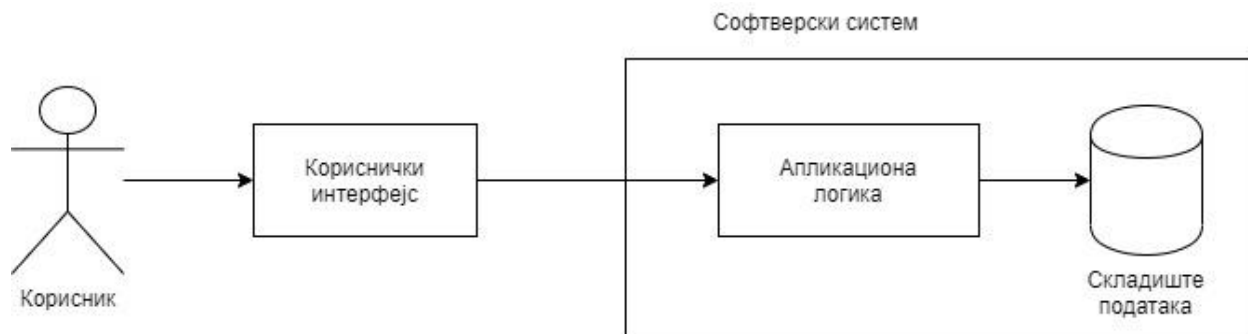 Софтверски систем
Кориснички
интерфејс
Апликациона
логика
Корисник
Складиште
података